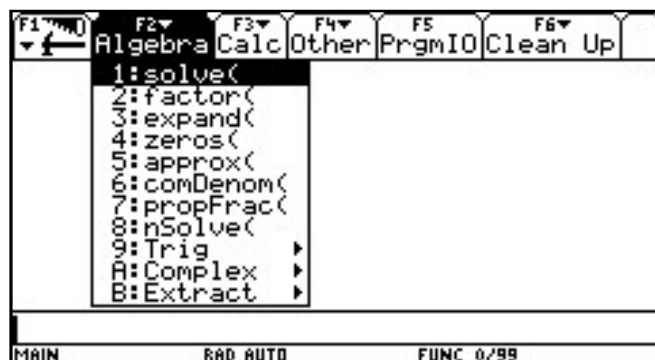 F1 F2 F3 F4 F5 F6
Algebra Calc Other PrgmIO Clean Up
1:solve(
2:factor(
3:expand(
4:zeros(
5:approx(
6:comDenom(
7:propFrac(
8:nSolve(
9:Trig
A:Complex
B:Extract
MAIN RAD AUTO FUNC 0/99